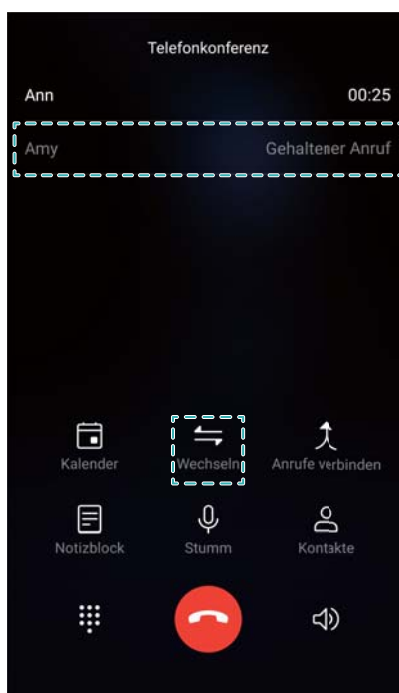 Telefonkonferenz
Ann 00:25
Amy Gehaltener Anruf
Kalender Wechseln Anrufe verbinden
Notizblock Stumm Kontakte